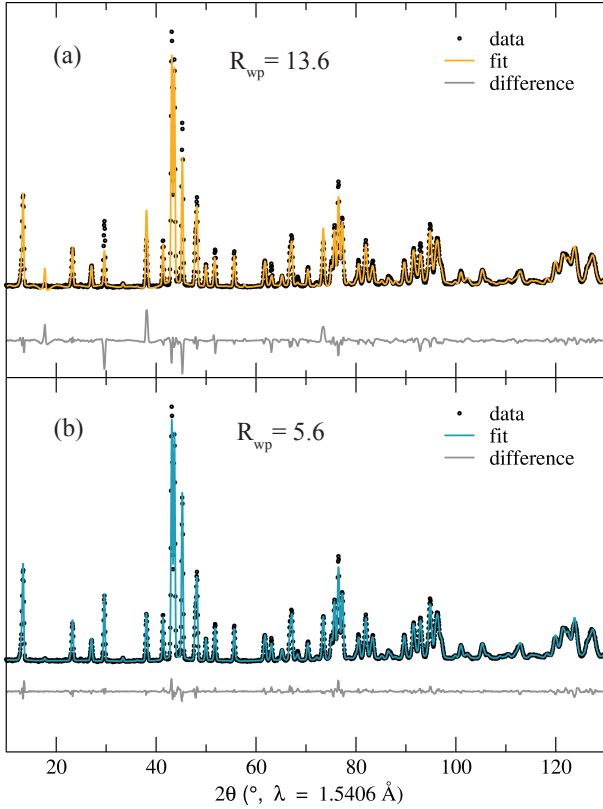 (a)
R_wp = 13.6
data
fit
difference
(b)
R_wp = 5.6
data
fit
difference
20 40 60 80 100 120
2θ (°, λ = 1.5406 Å)